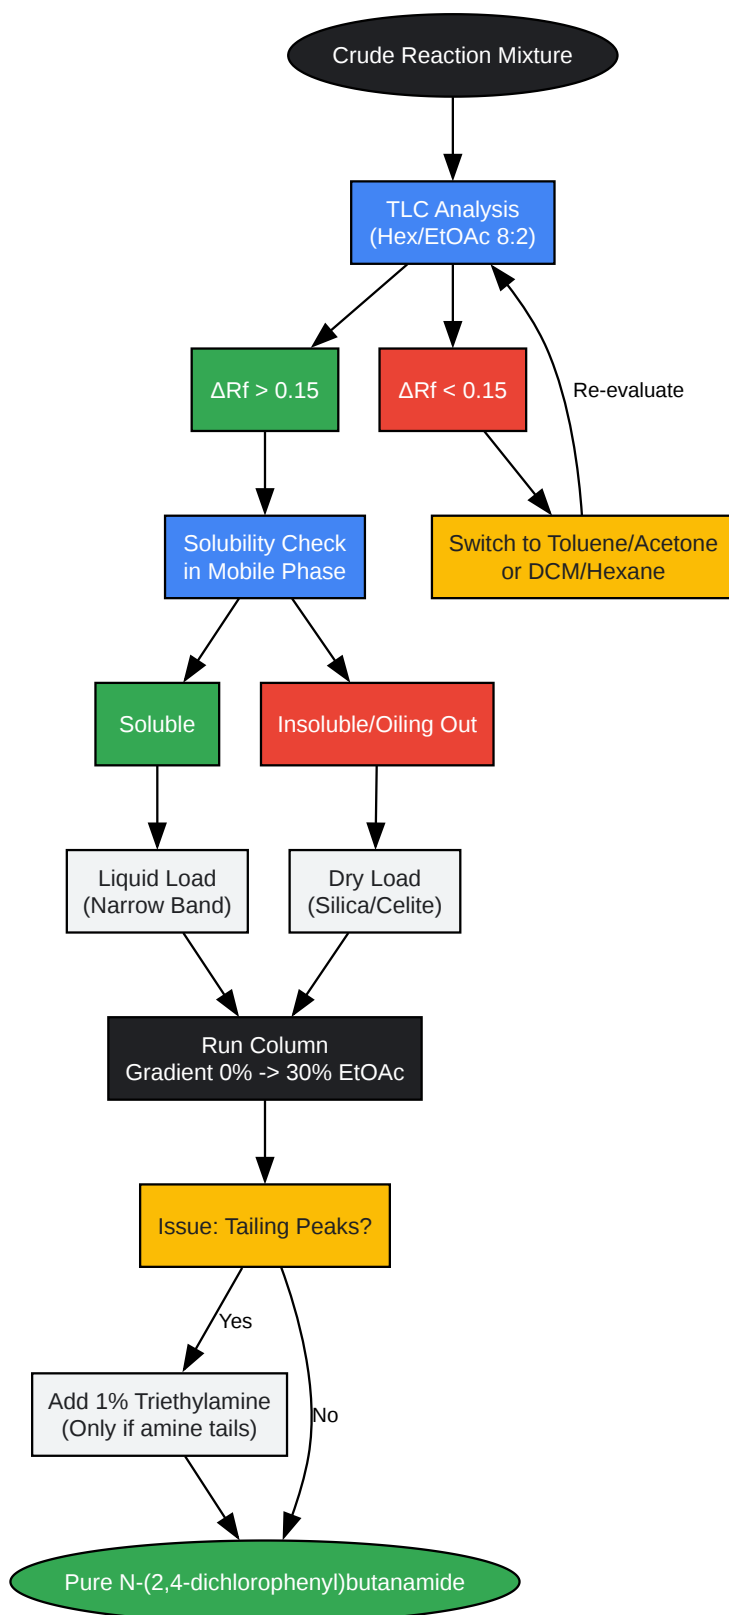 Crude Reaction Mixture
TLC Analysis
(Hex/EtOAc 8:2)
ΔRf > 0.15
ΔRf < 0.15
Re-evaluate
Solubility Check
in Mobile Phase
Switch to Toluene/Acetone
or DCM/Hexane
Soluble
Insoluble/Oiling Out
Liquid Load
(Narrow Band)
Dry Load
(Silica/Celite)
Run Column
Gradient 0% -> 30% EtOAc
Issue: Tailing Peaks?
Yes
Add 1% Triethylamine
(Only if amine tails)
No
Pure N-(2,4-dichlorophenyl)butanamide